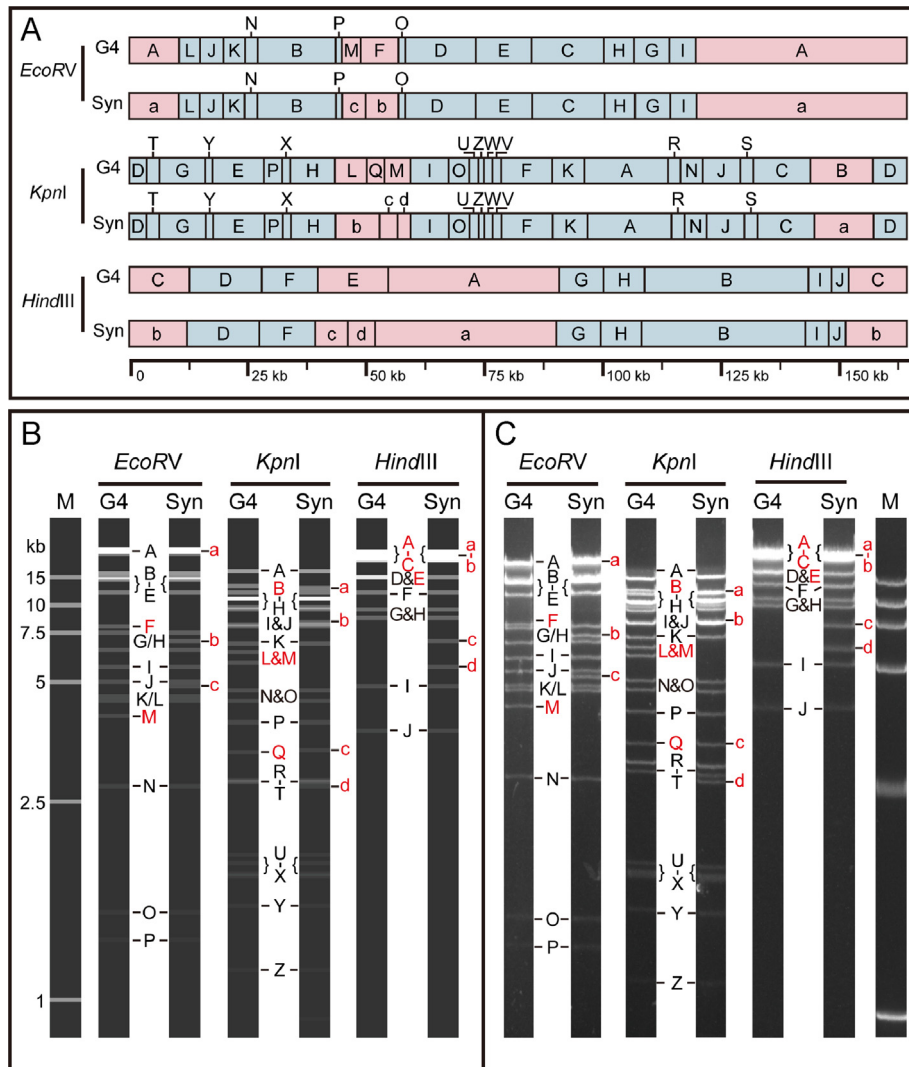 A
N P O
G4 A L J K B M F D E C H G I A
EcoRV
N P O
Syn a L J K B c b D E C H G I a
T Y X U Z W V R S
G4 D G E P H L Q M I O F K A N J C B D
KpnI
T Y X c d U Z W V R S
Syn D G E P H b I O F K A N J C a D
G4 C D F E A G H B I J C
HindIII
Syn b D F c d a G H B I J b
0 25 kb 50 kb 75 kb 100 kb 125 kb 150 kb
B
EcoRV KpnI HindIII
M G4 Syn G4 Syn G4 Syn
kb
15
10
7.5
5
2.5
1
A
B
} {
E
F
G/H
I
J
K/L
M
N
O
P
a
b
c
A
B
} {
H
I&J
K
L&M
N&O
P
Q
R
T
U
} {
X
Y
Z
a
b
c
d
A
} {
C
D&E
F
G&H
I
J
a
b
c
d
C
EcoRV KpnI HindIII
G4 Syn G4 Syn G4 Syn M
A
B
} {
E
F
G/H
I
J
K/L
M
N
O
P
a
b
c
A
B
} {
H
I&J
K
L&M
N&O
P
Q
R
T
U
} {
X
Y
Z
a
b
c
d
A
} {
C
D&E
F
G&H
I
J
a
b
c
d